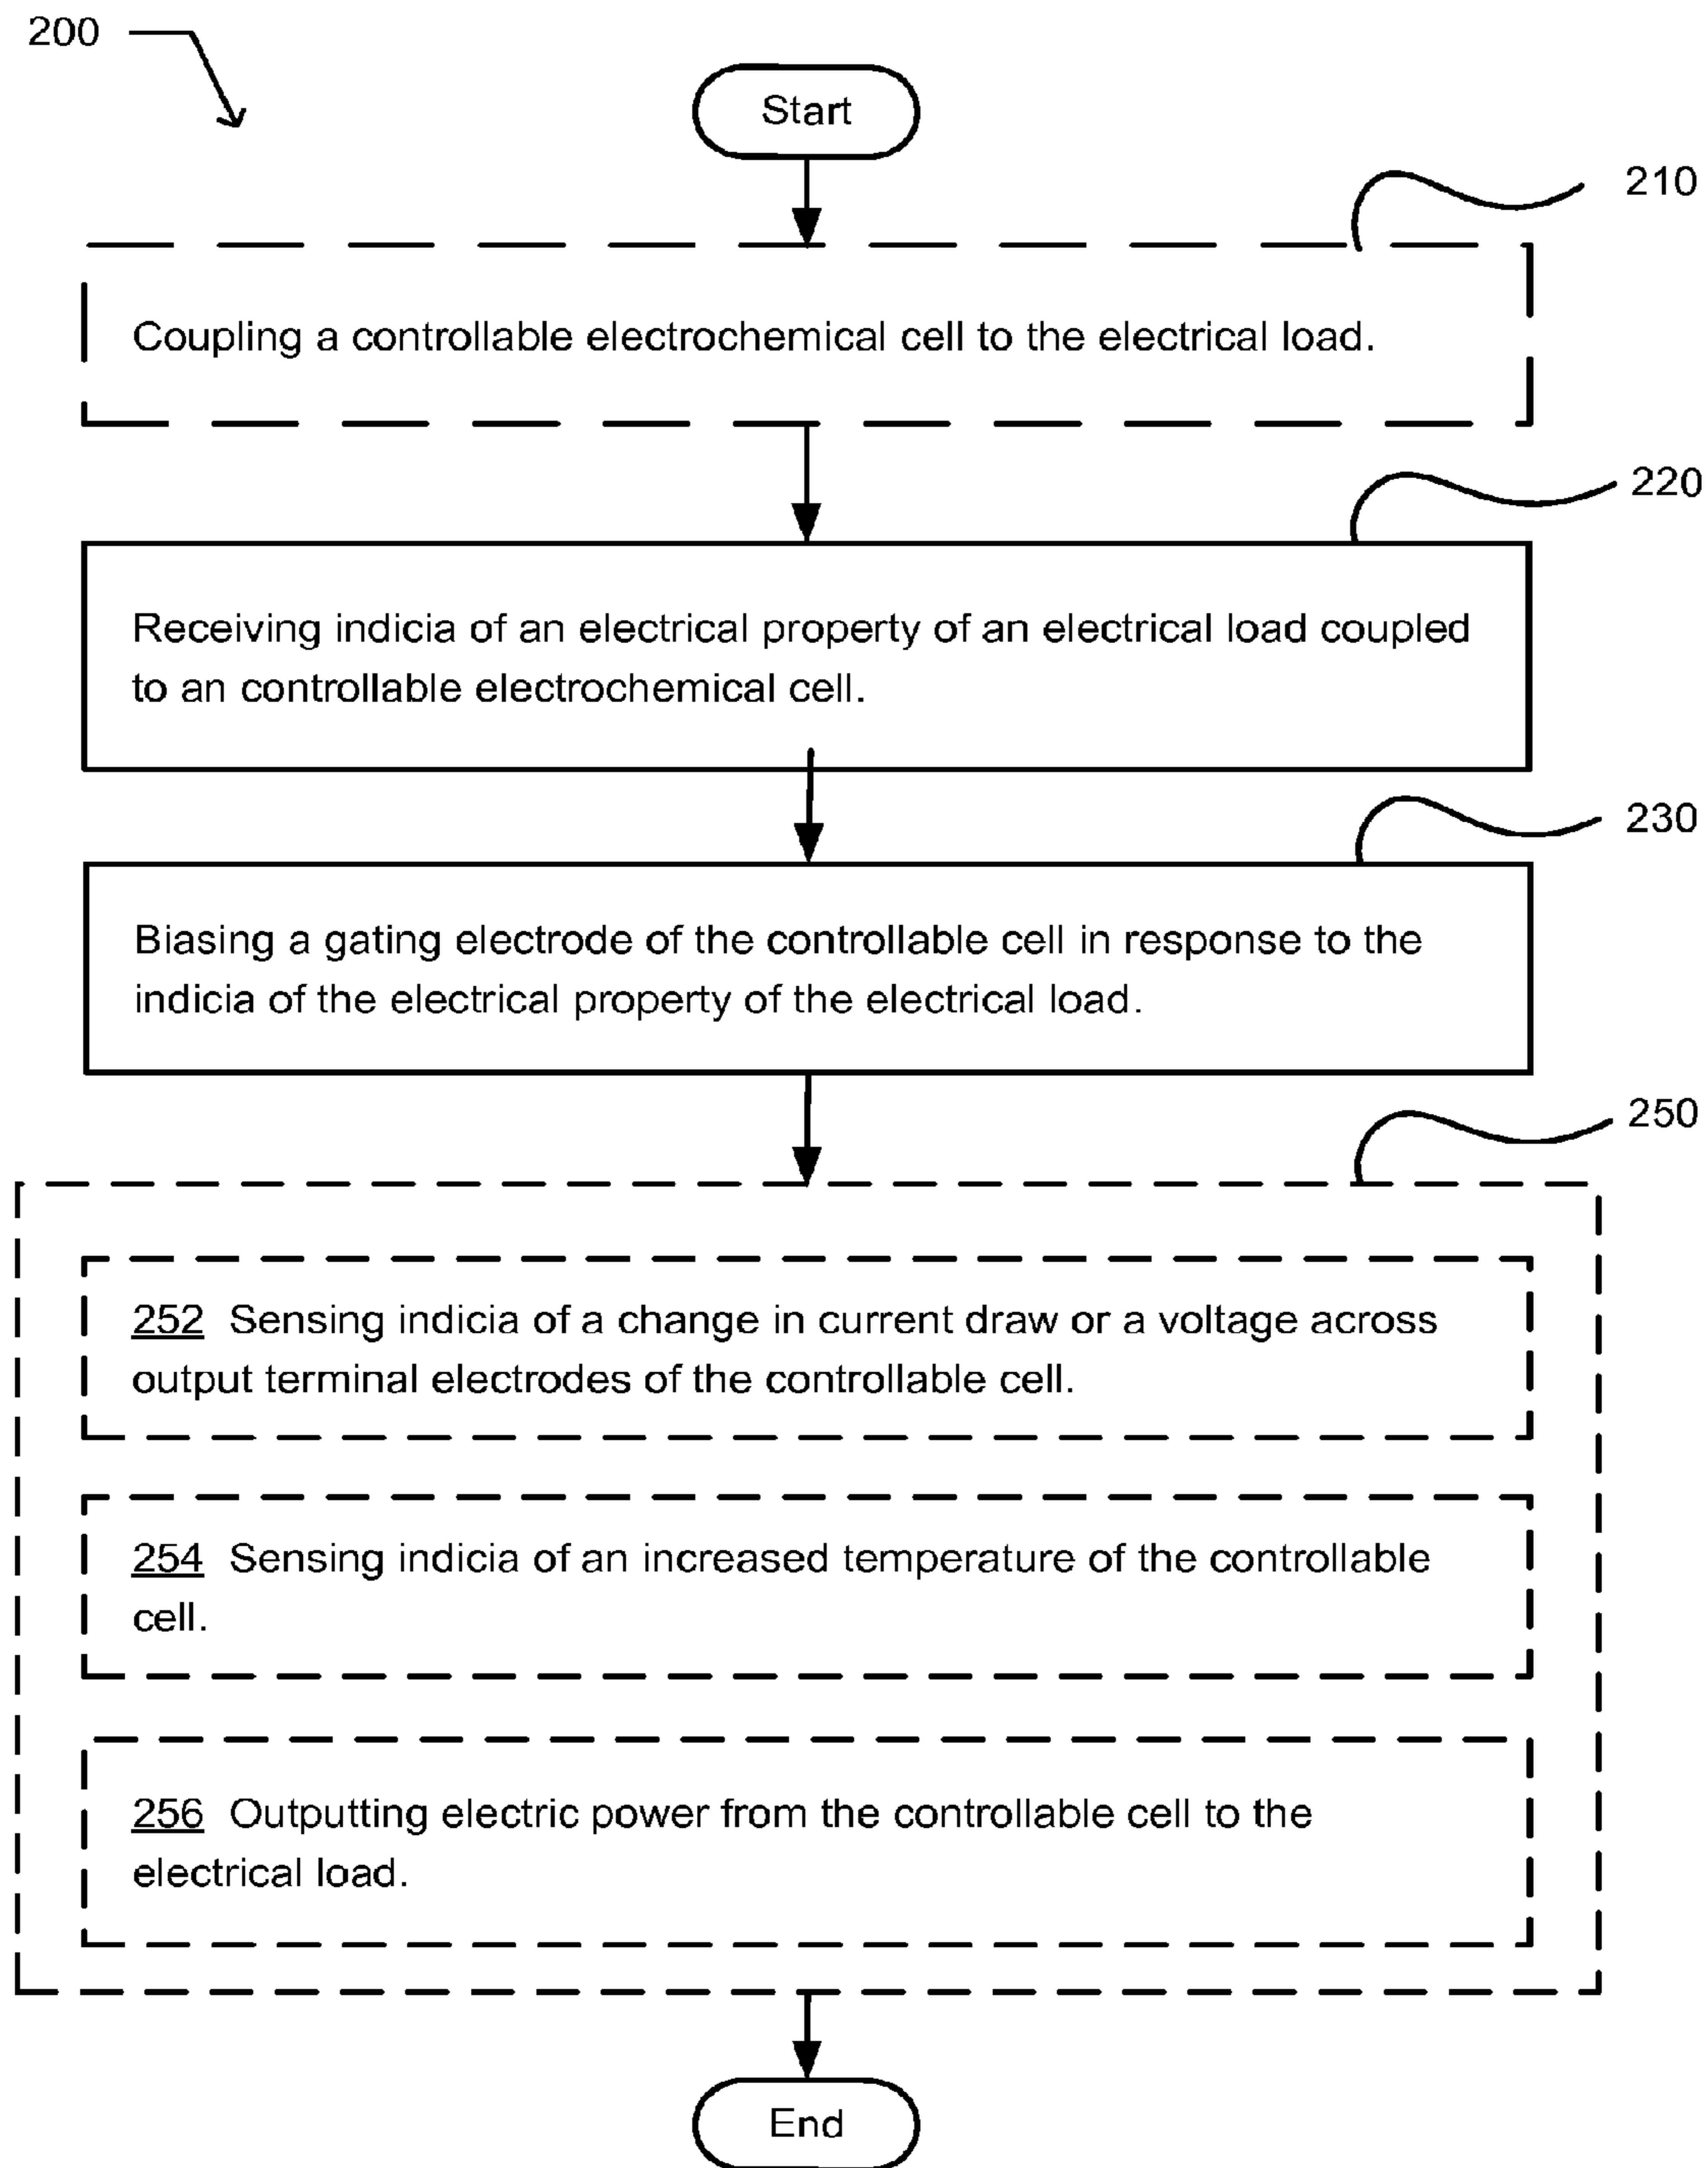 200
Start
210
Coupling a controllable electrochemical cell to the electrical load.
220
Receiving indicia of an electrical property of an electrical load coupled
to an controllable electrochemical cell.
230
Biasing a gating electrode of the controllable cell in response to the
indicia of the electrical property of the electrical load.
250
252 Sensing indicia of a change in current draw or a voltage across
output terminal electrodes of the controllable cell.
254 Sensing indicia of an increased temperature of the controllable
cell.
256 Outputting electric power from the controllable cell to the
electrical load.
End